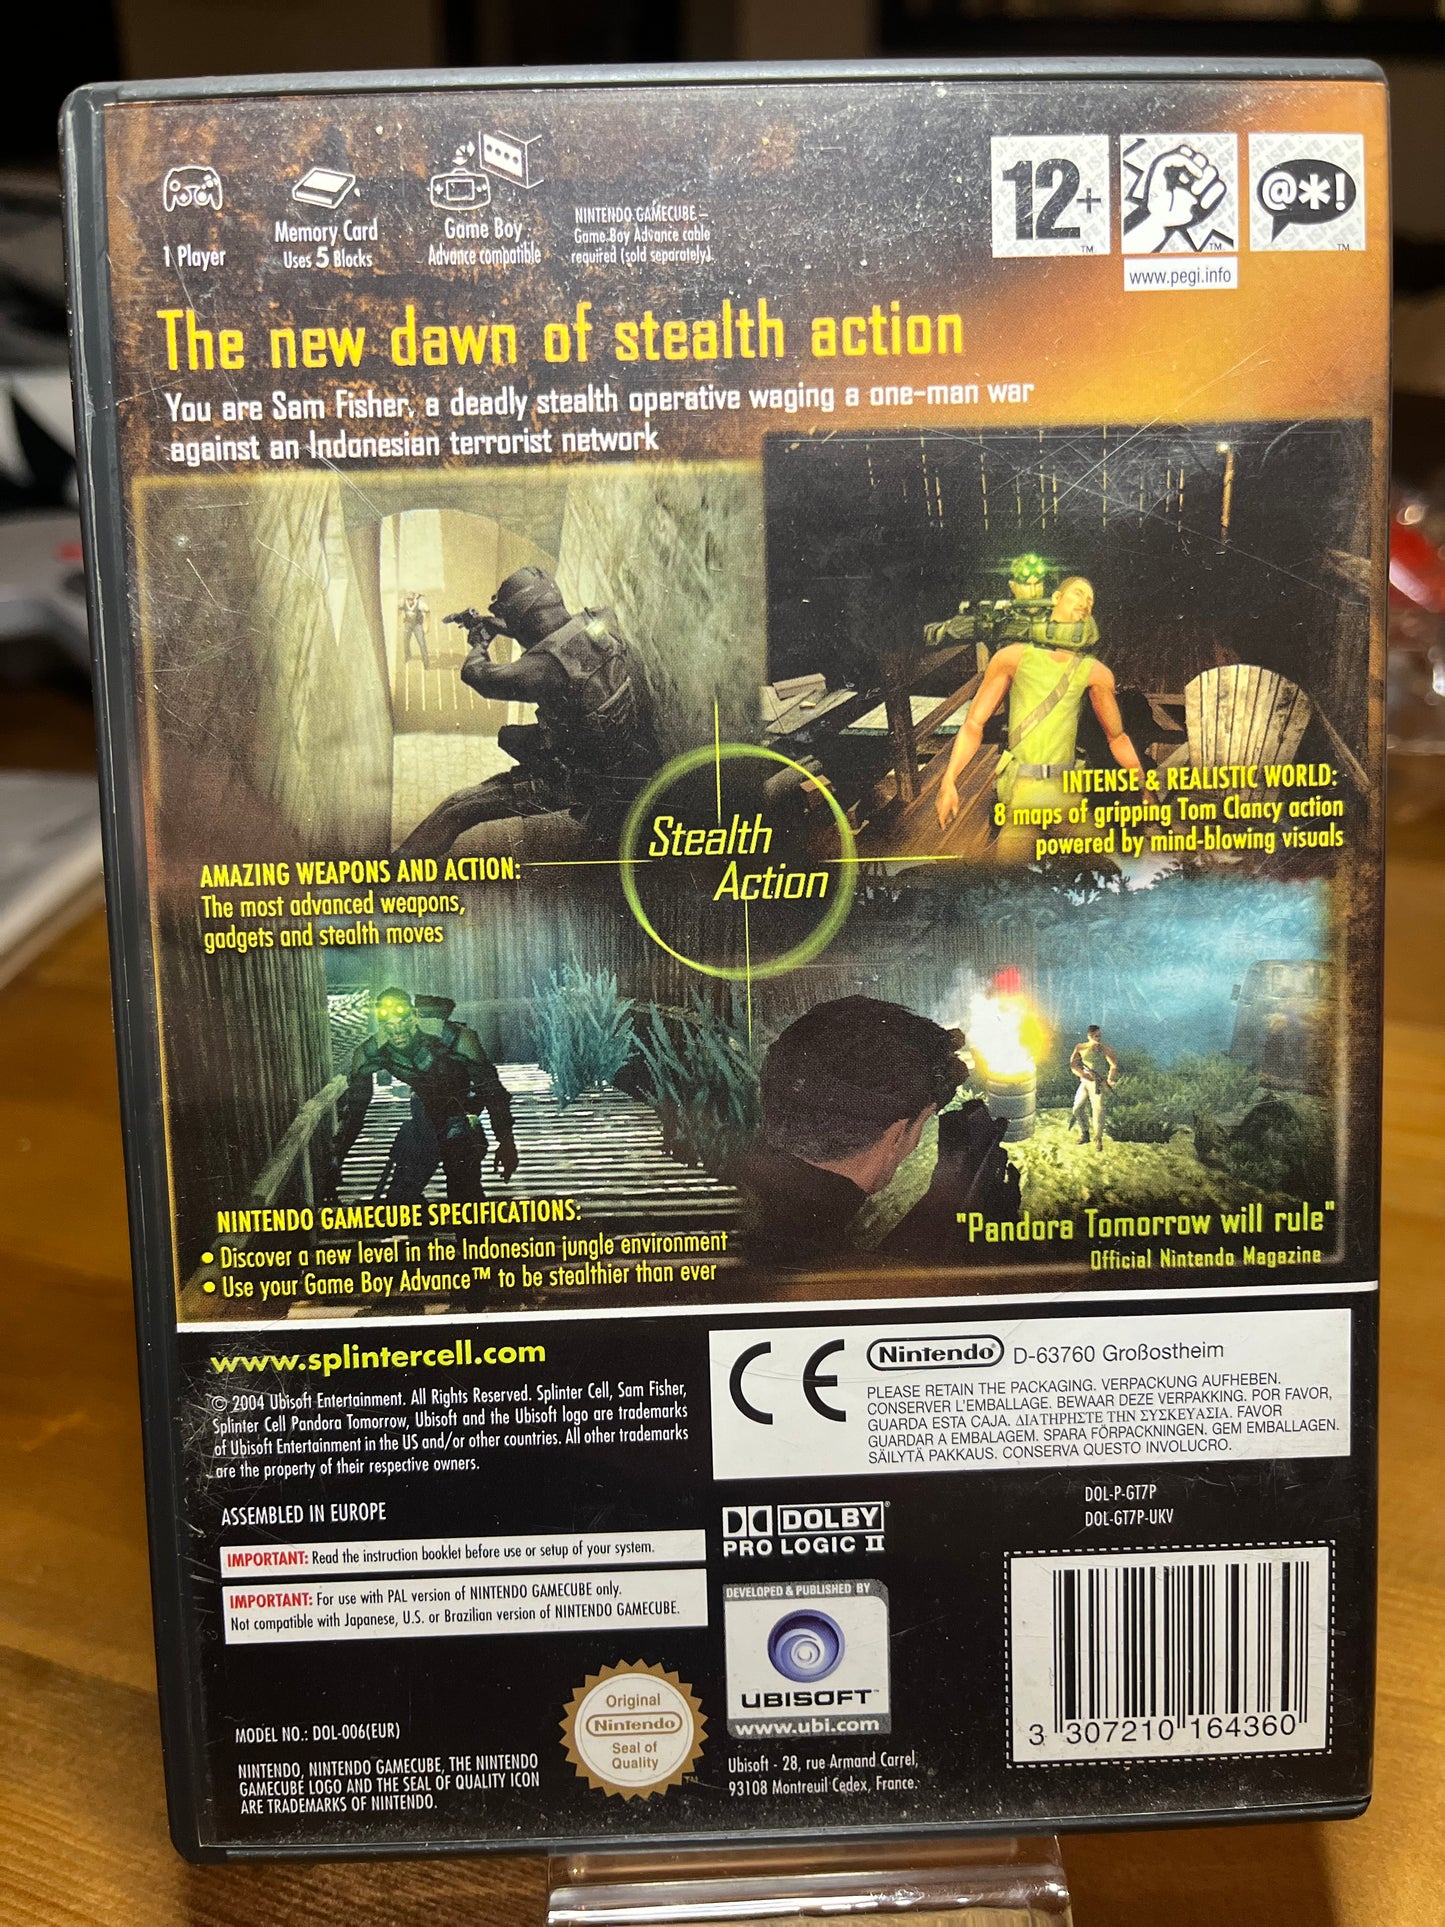 1 Player
Memory Card
Uses 5 Blocks
Game Boy
Advance compatible
NINTENDO GAMECUBE –
Game Boy Advance cable
required (sold separately).
12+
TM
TM
@*!
TM
www.pegi.info
The new dawn of stealth action
You are Sam Fisher, a deadly stealth operative waging a one-man war
against an Indonesian terrorist network
INTENSE & REALISTIC WORLD:
8 maps of gripping Tom Clancy action
powered by mind-blowing visuals
Stealth
Action
AMAZING WEAPONS AND ACTION:
The most advanced weapons,
gadgets and stealth moves
NINTENDO GAMECUBE SPECIFICATIONS:
• Discover a new level in the Indonesian jungle environment
• Use your Game Boy Advance™ to be stealthier than ever
"Pandora Tomorrow will rule"
Official Nintendo Magazine
www.splintercell.com
© 2004 Ubisoft Entertainment. All Rights Reserved. Splinter Cell, Sam Fisher,
Splinter Cell Pandora Tomorrow, Ubisoft and the Ubisoft logo are trademarks
of Ubisoft Entertainment in the US and/or other countries. All other trademarks
are the property of their respective owners.
ASSEMBLED IN EUROPE
IMPORTANT: Read the instruction booklet before use or setup of your system.
IMPORTANT: For use with PAL version of NINTENDO GAMECUBE only.
Not compatible with Japanese, U.S. or Brazilian version of NINTENDO GAMECUBE.
MODEL NO.: DOL-006(EUR)
NINTENDO, NINTENDO GAMECUBE, THE NINTENDO
GAMECUBE LOGO AND THE SEAL OF QUALITY ICON
ARE TRADEMARKS OF NINTENDO.
Original
Nintendo
Seal of
Quality
TM
CE
Nintendo® D-63760 Großostheim
PLEASE RETAIN THE PACKAGING. VERPACKUNG AUFHEBEN.
CONSERVER L'EMBALLAGE. BEWAAR DEZE VERPAKKING. POR FAVOR,
GUARDA ESTA CAJA. ΔΙΑΤΗΡΗΣΤΕ ΤΗΝ ΣΥΣΚΕΥΑΣΙΑ. FAVOR
GUARDAR A EMBALAGEM. SPARA FÖRPACKNINGEN. GEM EMBALLAGEN.
SÄILYTÄ PAKKAUS. CONSERVA QUESTO INVOLUCRO.
DOLBY®
PRO LOGIC II
DEVELOPED & PUBLISHED BY
UBISOFT™
www.ubi.com
Ubisoft - 28, rue Armand Carrel,
93108 Montreuil Cedex, France.
DOL-P-GT7P
DOL-GT7P-UKV
3 307210 164360